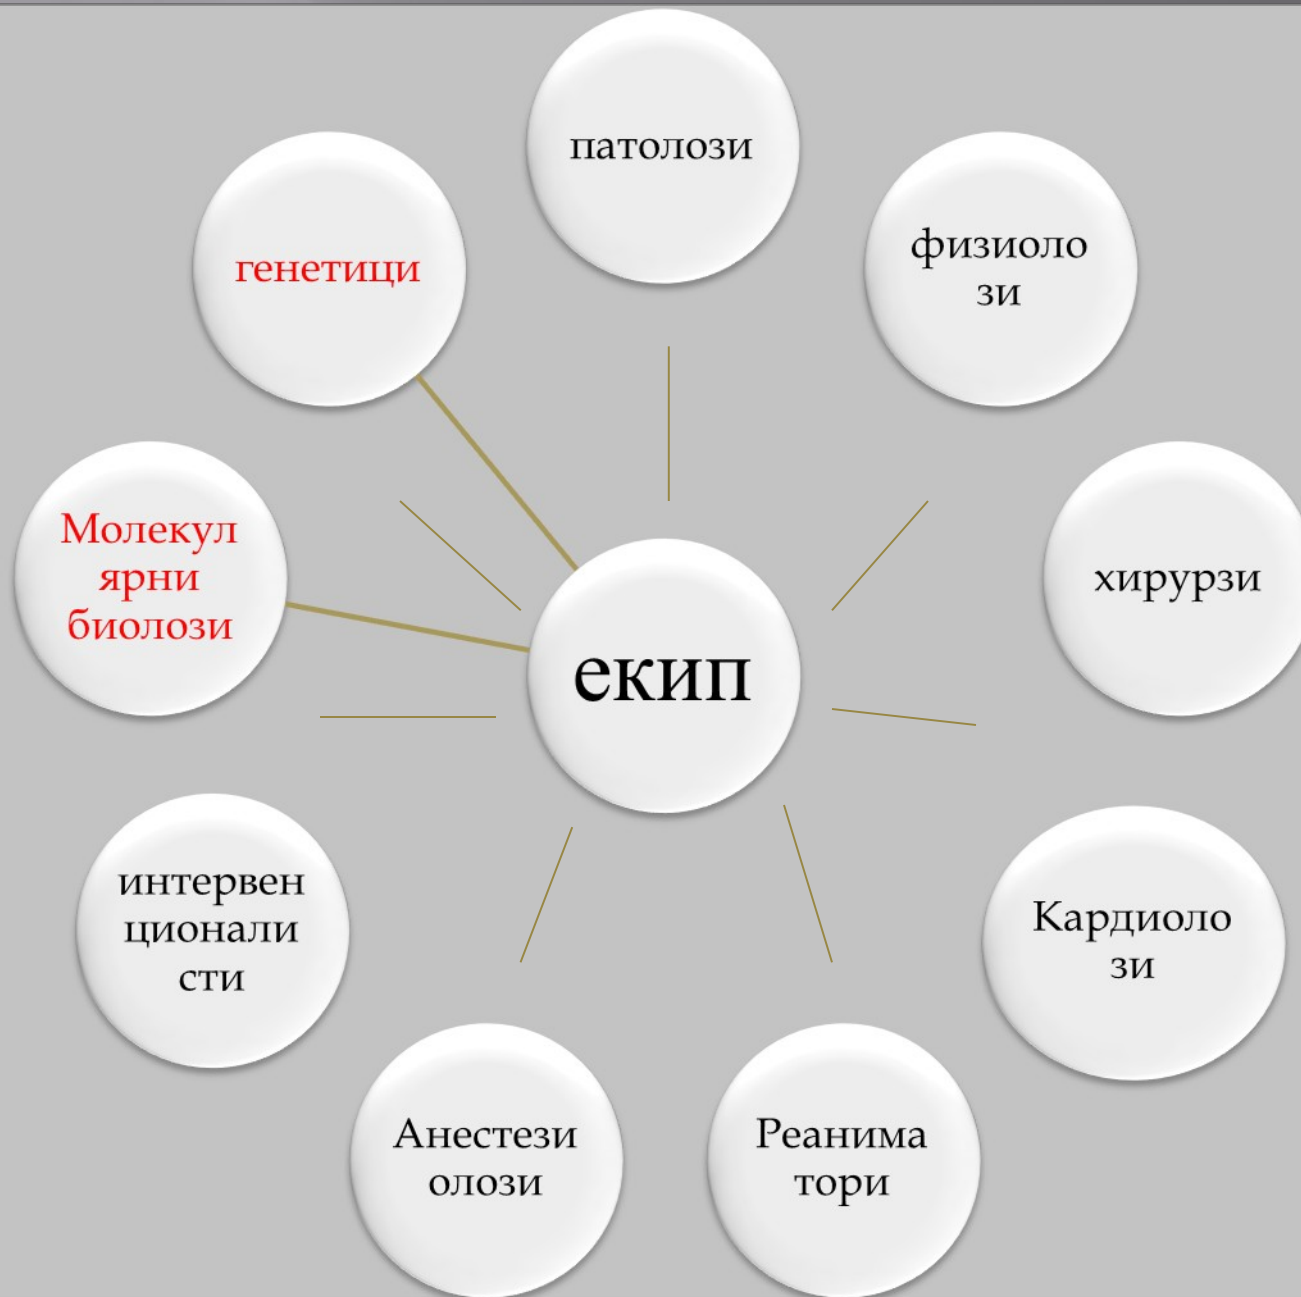 патолози
физиоло
зи
хирурзи
Кардиоло
зи
Реанима
тори
Анестези
олози
интервен
ционали
сти
Молекул
ярни
биолози
генетици
екип